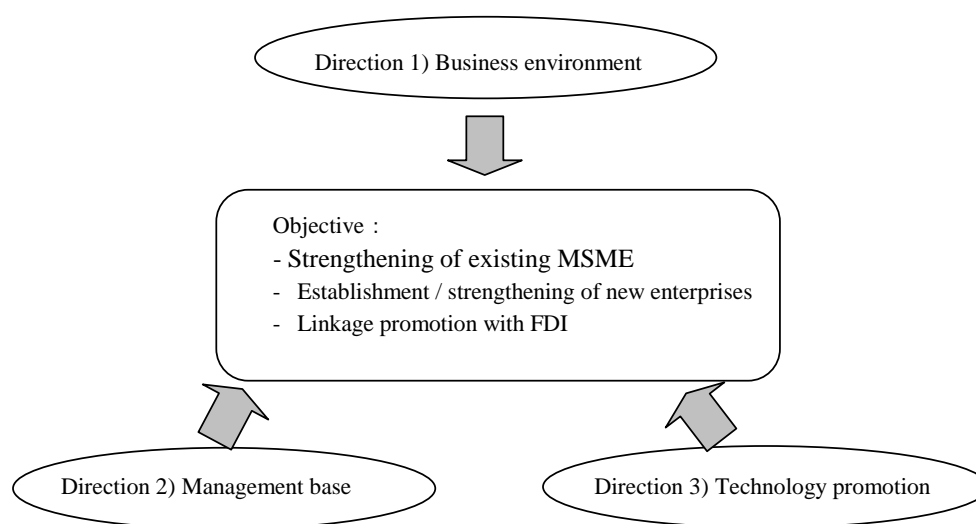 Direction 1) Business environment
Objective :
- Strengthening of existing MSME
- Establishment / strengthening of new enterprises
- Linkage promotion with FDI
Direction 2) Management base
Direction 3) Technology promotion